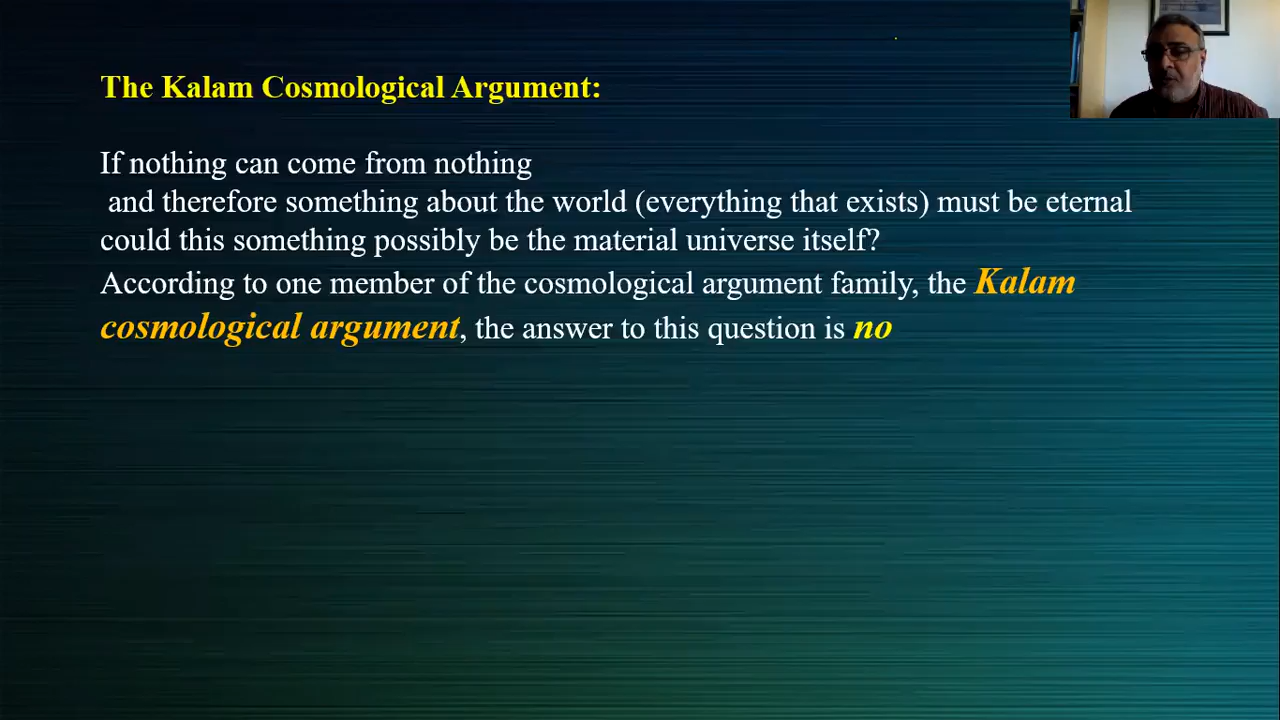 The Kalam Cosmological Argument:
If nothing can come from nothing
and therefore something about the world (everything that exists) must be eternal
could this something possibly be the material universe itself?
According to one member of the cosmological argument family, the Kalam
cosmological argument, the answer to this question is no